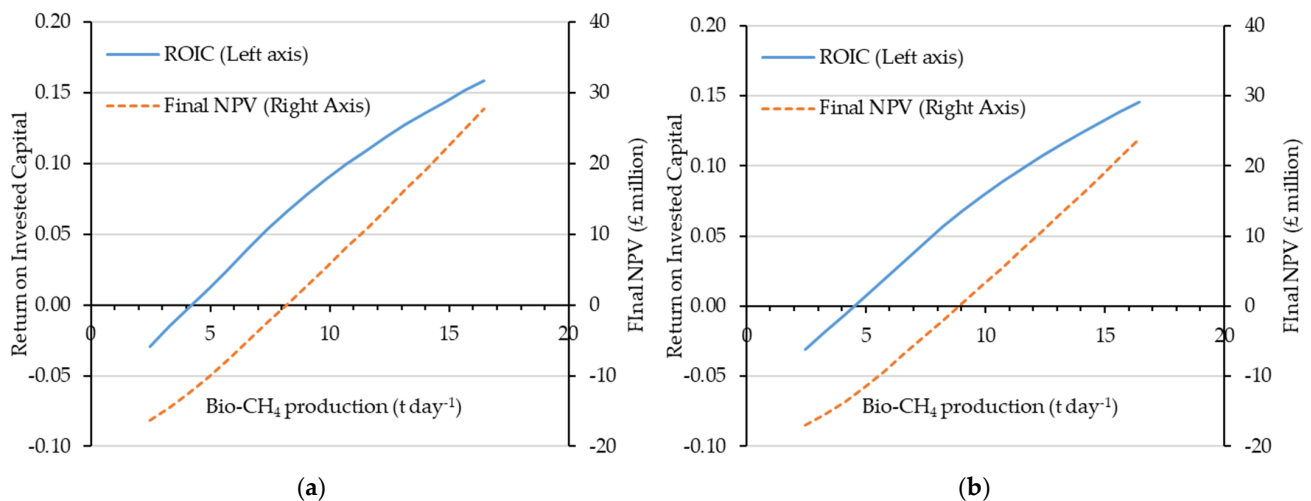 0.20
0.15
0.10
0.05
0.00
-0.05
-0.10
Return on Invested Capital
ROIC (Left axis)
Final NPV (Right Axis)
0 5 10 15 20
Bio-CH₄ production (t day⁻¹)
40
30
20
10
0
-10
-20
FInal NPV (£ million)
(a)
0.20
0.15
0.10
0.05
0.00
-0.05
-0.10
Return on Invested Capital
ROIC (Left axis)
Final NPV (Right Axis)
0 5 10 15 20
Bio-CH₄ production (t day⁻¹)
40
30
20
10
0
-10
-20
FInal NPV (£ million)
(b)